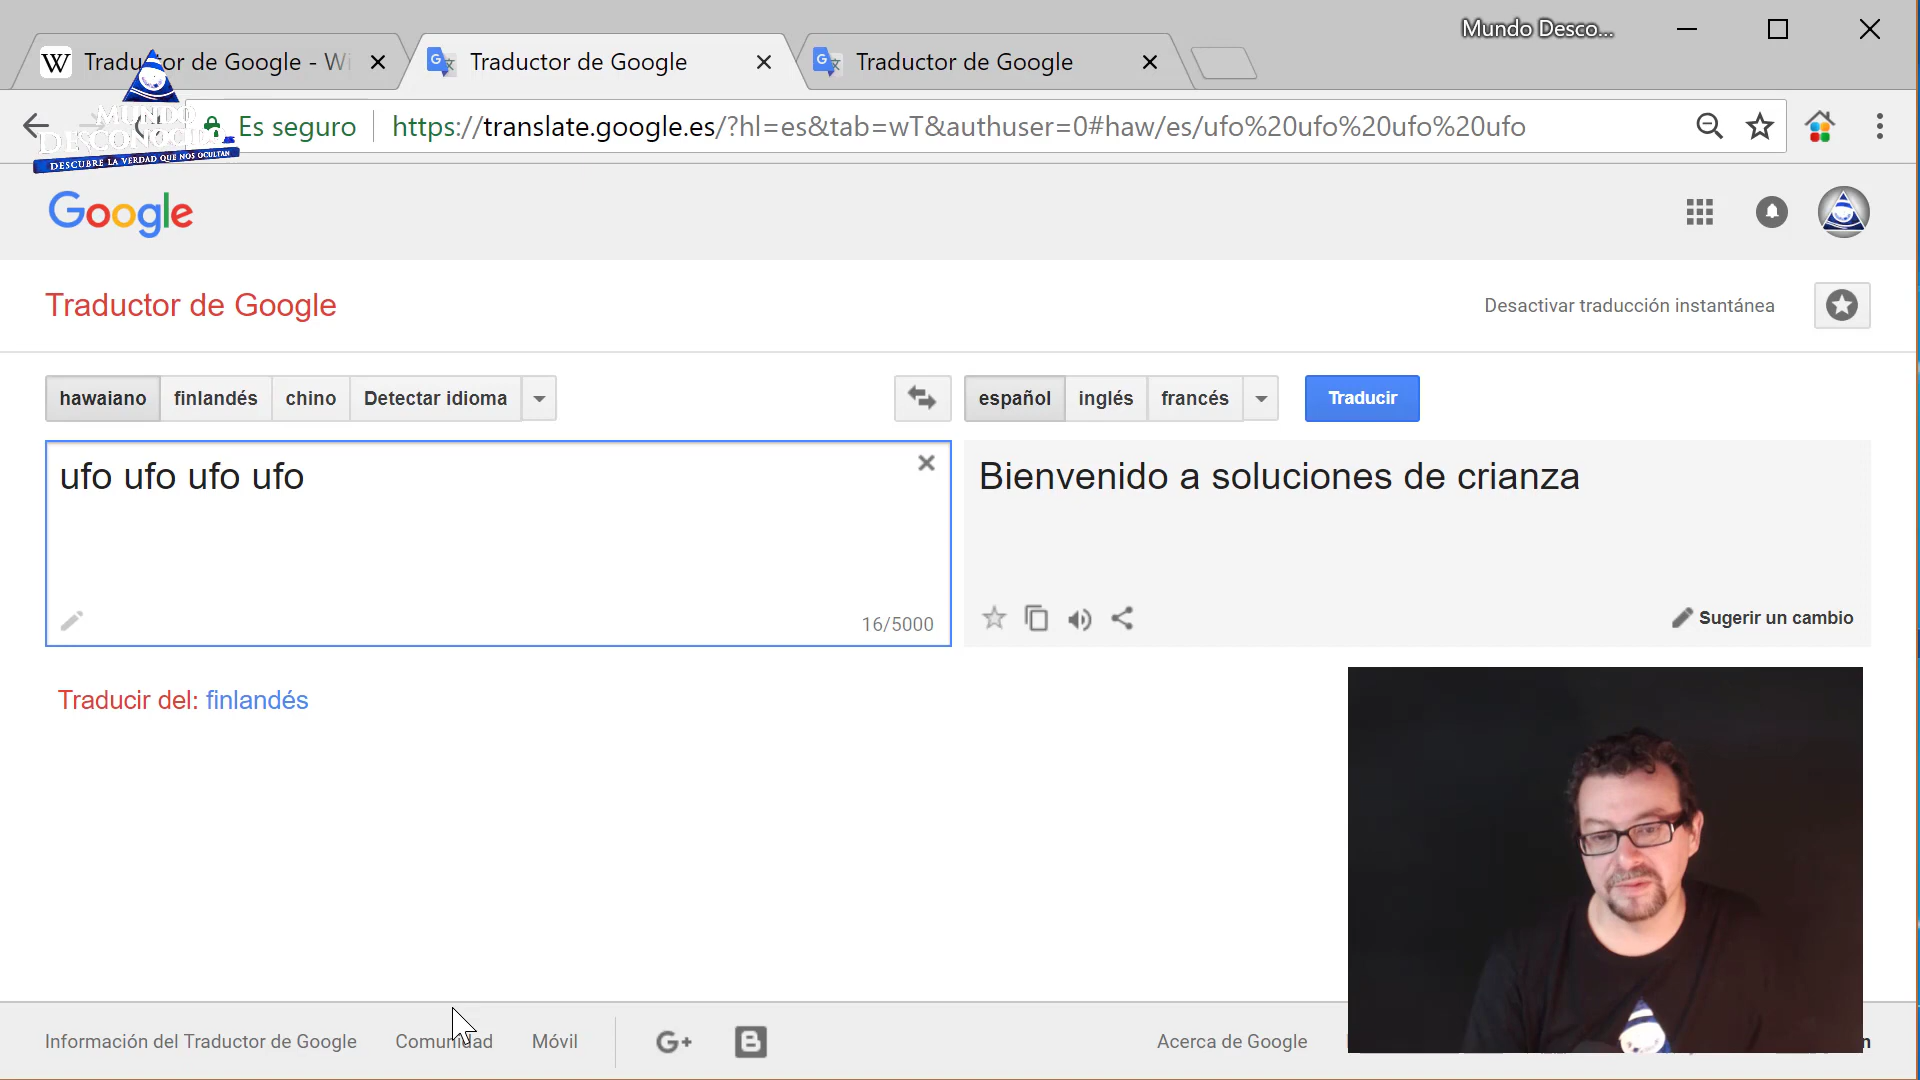 Traductor de Google - Wi
Traductor de Google
Traductor de Google
Mundo Desco...
MUNDO
DESCONOCIDO
DESCUBRE LA VERDAD QUE NOS OCULTAN
Es seguro
https://translate.google.es/?hl=es&tab=wT&authuser=0#haw/es/ufo%20ufo%20ufo%20ufo
Google
Traductor de Google
Desactivar traducción instantánea
hawaiano finlandés chino Detectar idioma
español inglés francés
Traducir
ufo ufo ufo ufo
16/5000
Bienvenido a soluciones de crianza
Sugerir un cambio
Traducir del: finlandés
Información del Traductor de Google Comunidad Móvil
G+
Acerca de Google